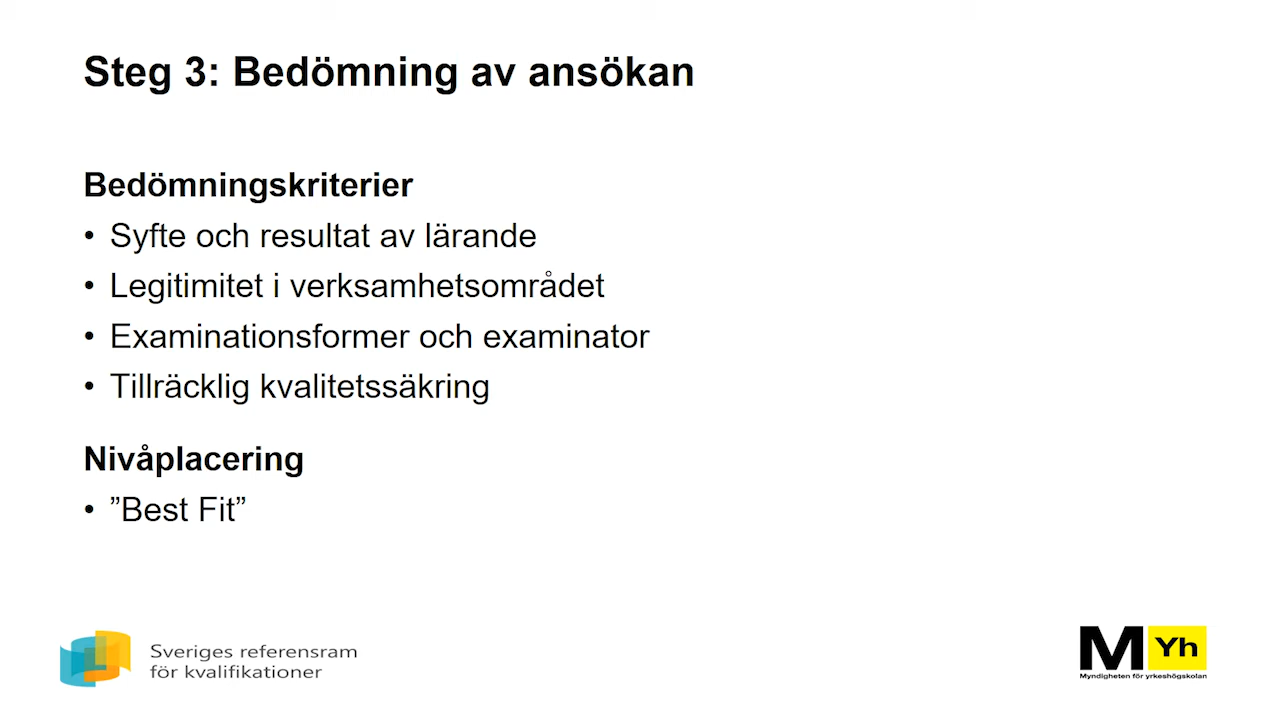 Steg 3: Bedömning av ansökan
Bedömningskriterier
• Syfte och resultat av lärande
• Legitimitet i verksamhetsområdet
• Examinationsformer och examinator
• Tillräcklig kvalitetssäkring
Nivåplacering
• ”Best Fit”
Sveriges referensram
för kvalifikationer
M Yh
Myndigheten för yrkeshögskolan